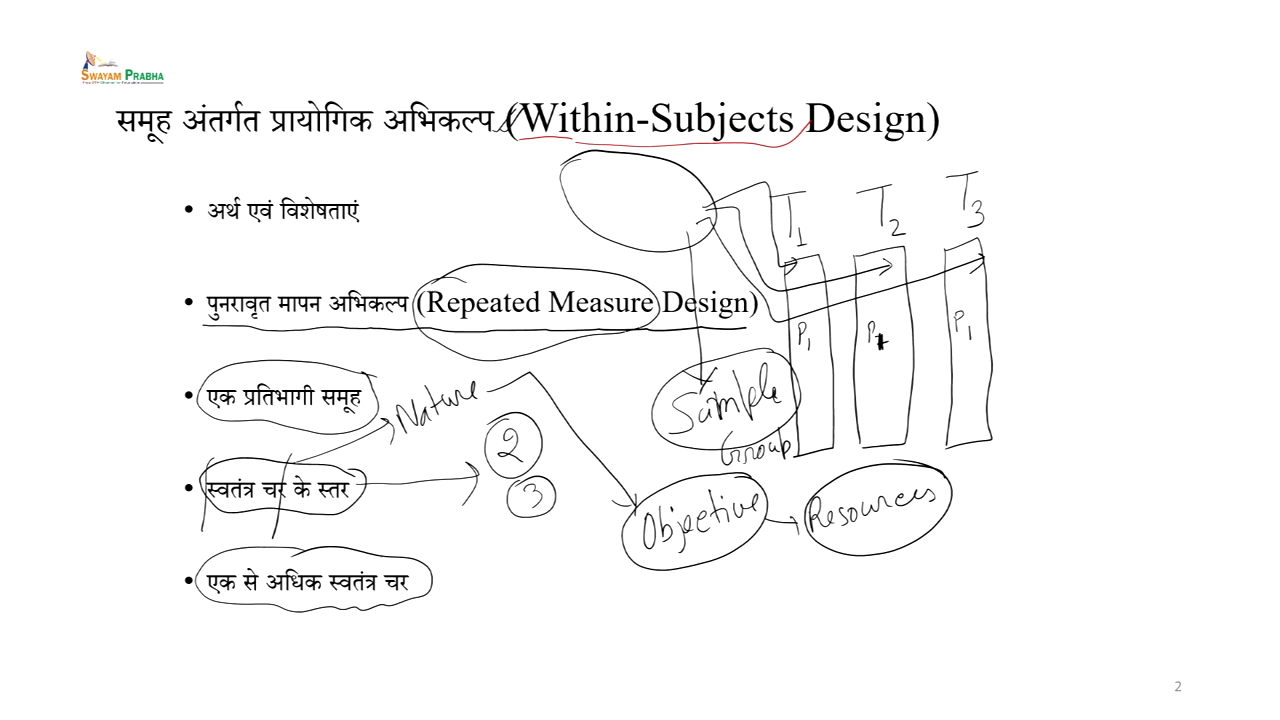 SWAYAM PRABHA
समूह अंतर्गत प्रायोगिक अभिकल्प (Within-Subjects Design)
T1 T2 T3
• अर्थ एवं विशेषताएं
• पुनरावृत मापन अभिकल्प (Repeated Measure Design)
P1 P1 P1
• एक प्रतिभागी समूह
Nature
Sample
Group
2
• स्वतंत्र चर के स्तर
3
Objective
Resources
• एक से अधिक स्वतंत्र चर
2